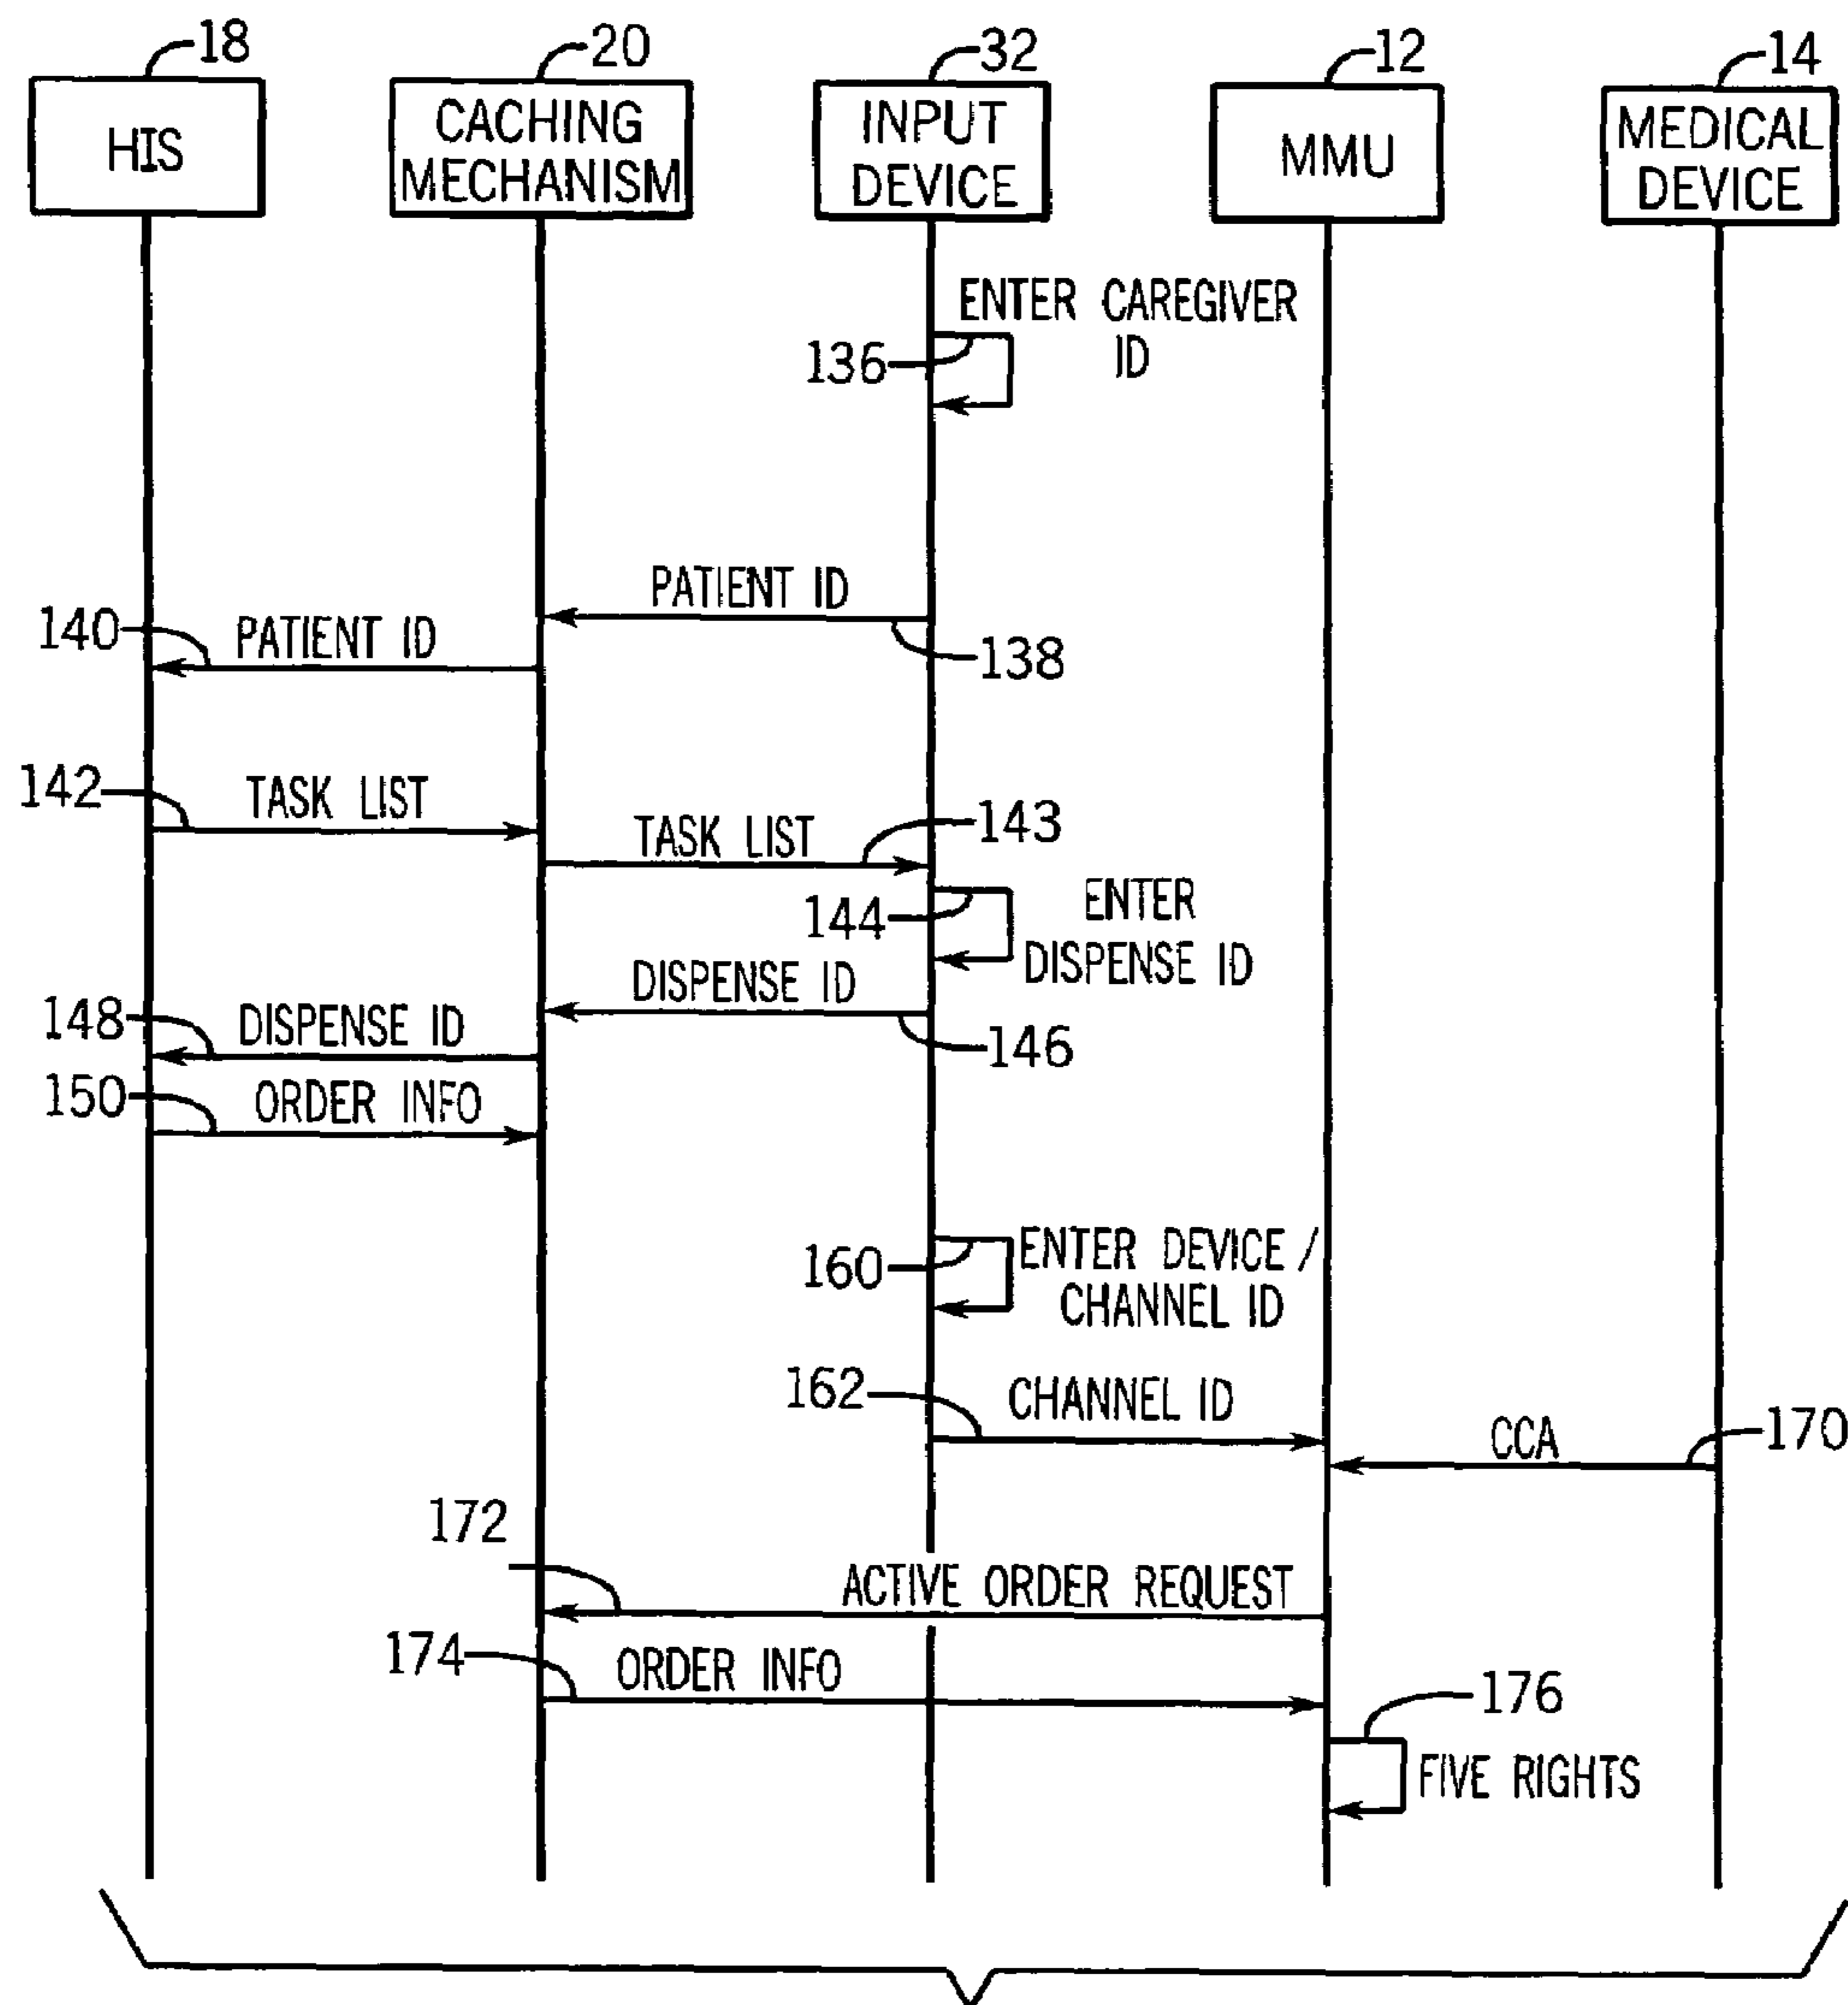 18
20
32
12
14
HIS
CACHING
MECHANISM
INPUT
DEVICE
MMU
MEDICAL
DEVICE
ENTER CAREGIVER
ID
136
PATIENT ID
138
140
PATIENT ID
142
TASK LIST
TASK LIST
143
144
ENTER
DISPENSE ID
DISPENSE ID
146
148
DISPENSE ID
150
ORDER INFO
160
ENTER DEVICE /
CHANNEL ID
162
CHANNEL ID
CCA
170
172
ACTIVE ORDER REQUEST
174
ORDER INFO
176
FIVE RIGHTS